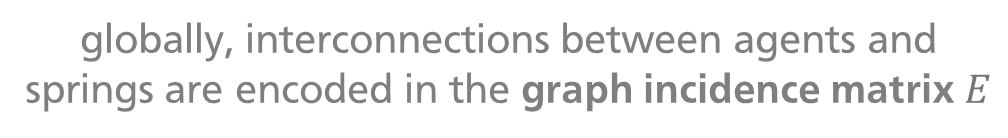 globally, interconnections between agents and
springs are encoded in the graph incidence matrix E